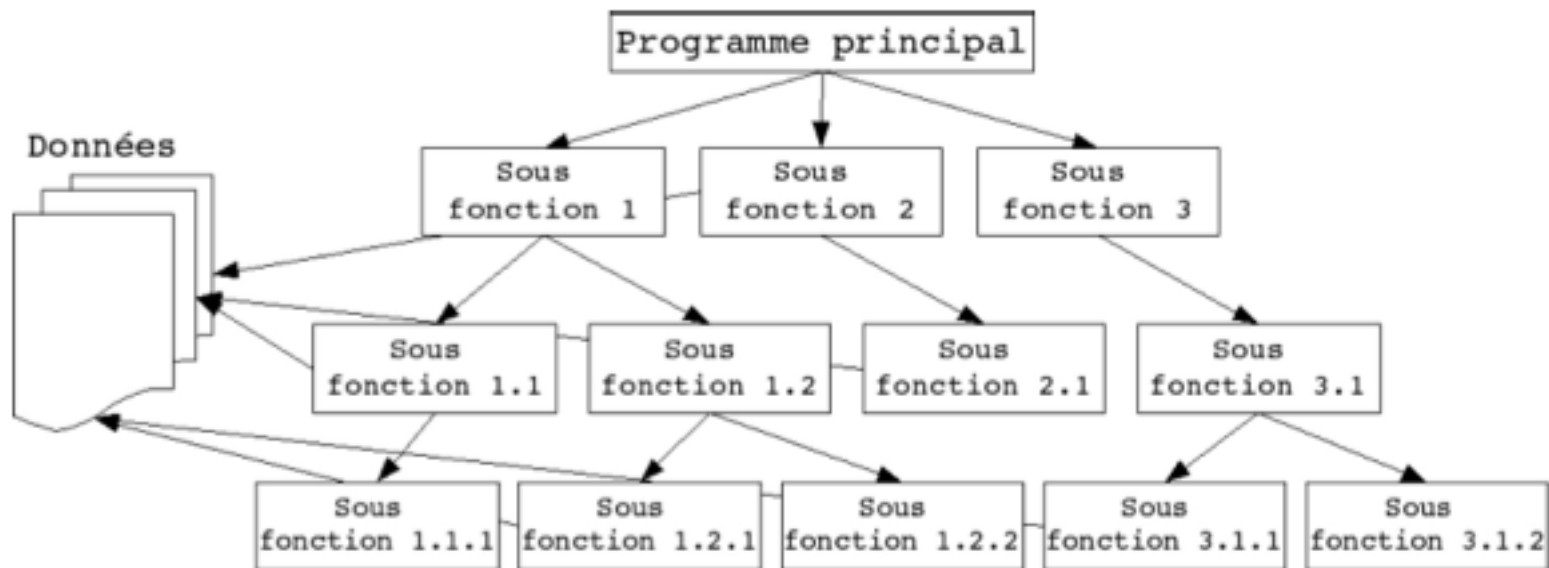 Programme principal
Données
Sous
fonction 1
Sous
fonction 2
Sous
fonction 3
Sous
fonction 1.1
Sous
fonction 1.2
Sous
fonction 2.1
Sous
fonction 3.1
Sous
fonction 1.1.1
Sous
fonction 1.2.1
Sous
fonction 1.2.2
Sous
fonction 3.1.1
Sous
fonction 3.1.2